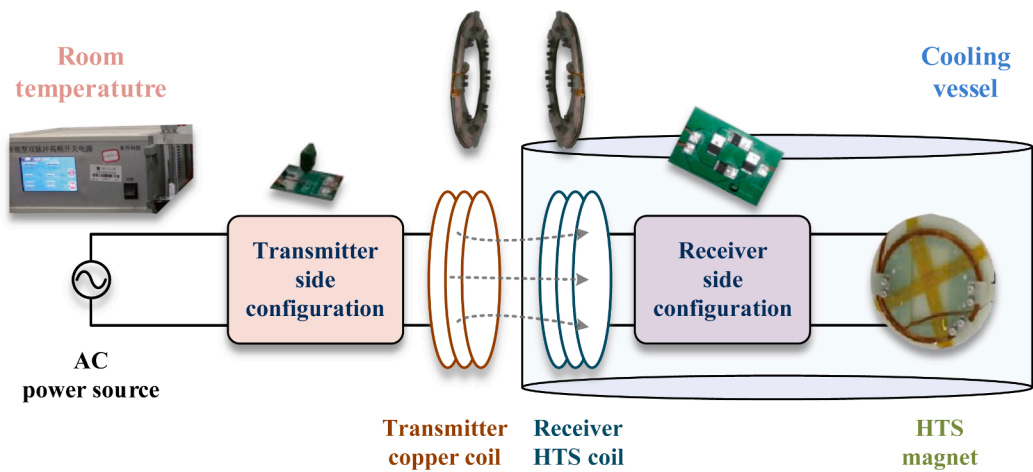 Room
temperatutre
Cooling
vessel
Transmitter
side
configuration
Receiver
side
configuration
AC
power source
Transmitter
copper coil
Receiver
HTS coil
HTS
magnet